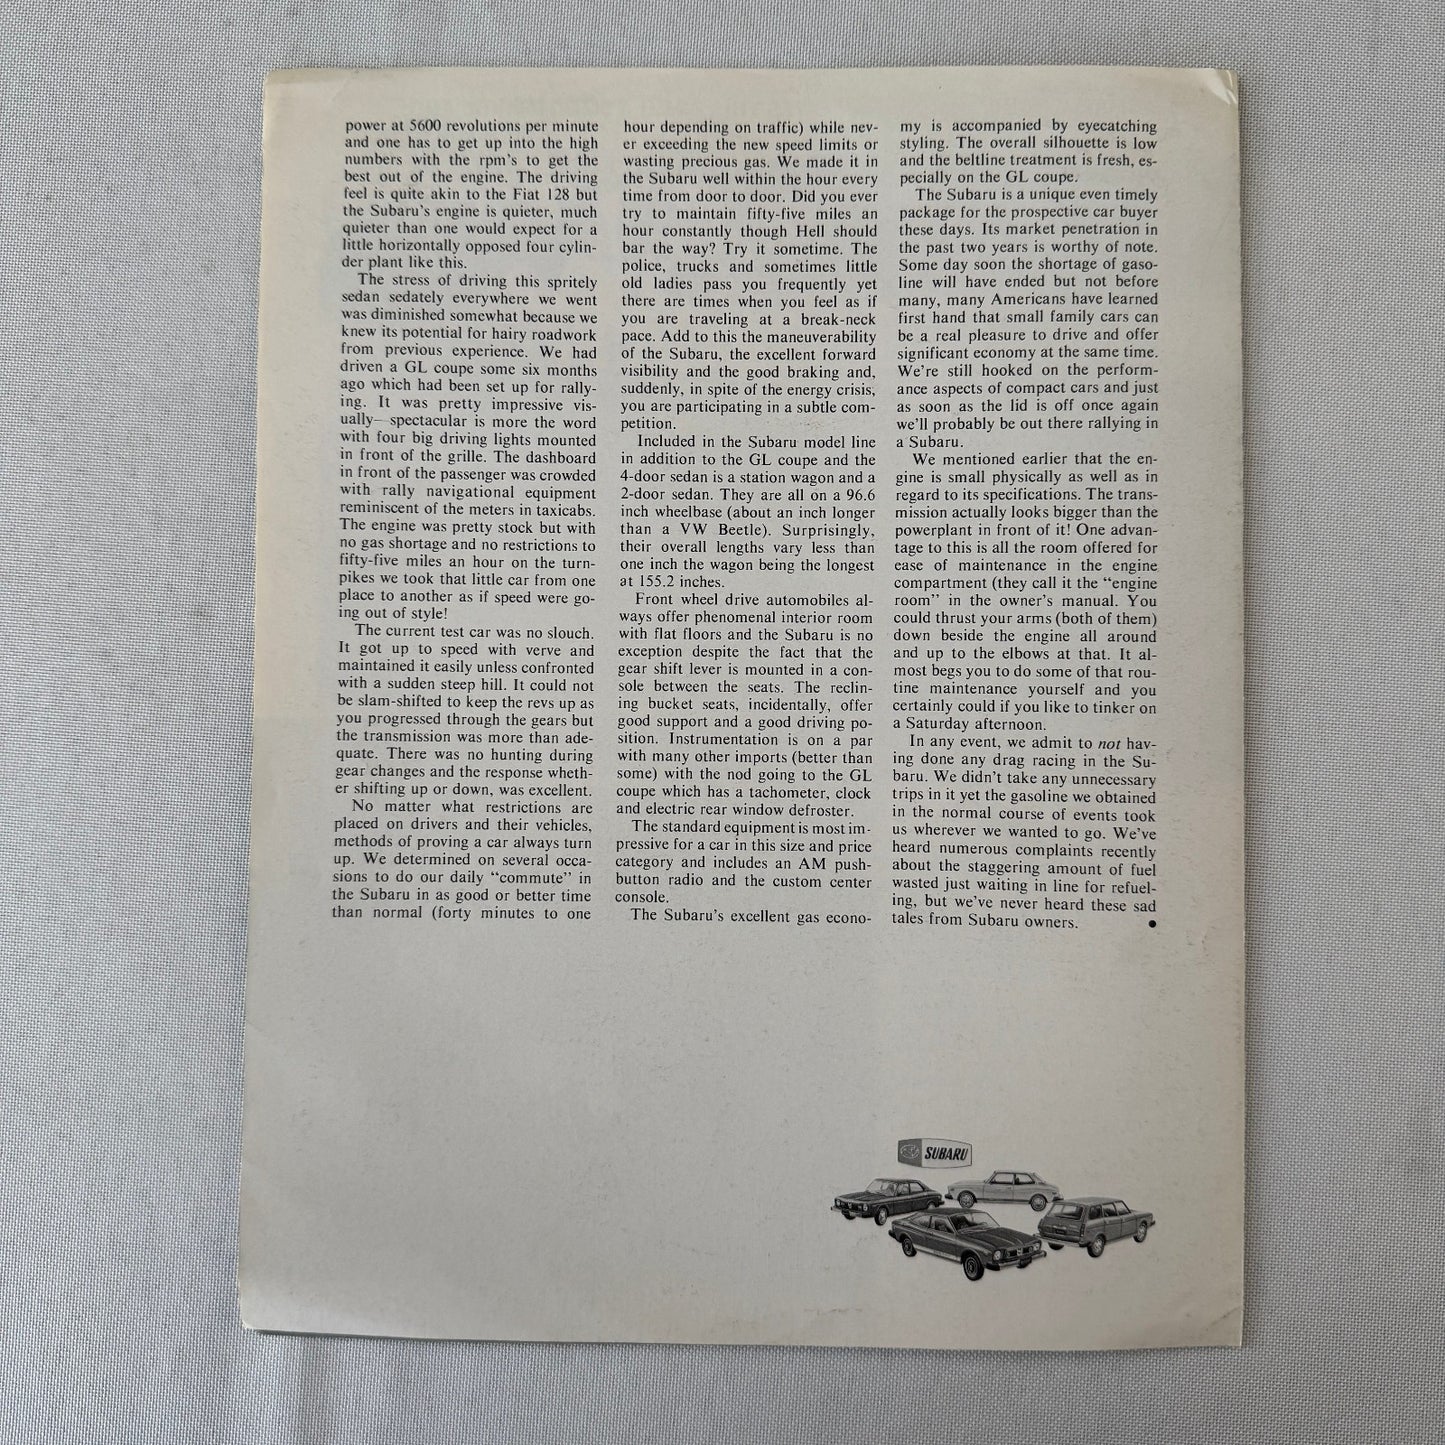 power at 5600 revolutions per minute
and one has to get up into the high
numbers with the rpm's to get the
best out of the engine. The driving
feel is quite akin to the Fiat 128 but
the Subaru's engine is quieter, much
quieter than one would expect for a
little horizontally opposed four cylin-
der plant like this.
The stress of driving this spritely
sedan sedately everywhere we went
was diminished somewhat because we
knew its potential for hairy roadwork
from previous experience. We had
driven a GL coupe some six months
ago which had been set up for rally-
ing. It was pretty impressive vis-
ually—spectacular is more the word
with four big driving lights mounted
in front of the grille. The dashboard
in front of the passenger was crowded
with rally navigational equipment
reminiscent of the meters in taxicabs.
The engine was pretty stock but with
no gas shortage and no restrictions to
fifty-five miles an hour on the turn-
pikes we took that little car from one
place to another as if speed were go-
ing out of style!
The current test car was no slouch.
It got up to speed with verve and
maintained it easily unless confronted
with a sudden steep hill. It could not
be slam-shifted to keep the revs up as
you progressed through the gears but
the transmission was more than ade-
quate. There was no hunting during
gear changes and the response wheth-
er shifting up or down, was excellent.
No matter what restrictions are
placed on drivers and their vehicles,
methods of proving a car always turn
up. We determined on several occa-
sions to do our daily "commute" in
the Subaru in as good or better time
than normal (forty minutes to one
hour depending on traffic) while nev-
er exceeding the new speed limits or
wasting precious gas. We made it in
the Subaru well within the hour every
time from door to door. Did you ever
try to maintain fifty-five miles an
hour constantly though Hell should
bar the way? Try it sometime. The
police, trucks and sometimes little
old ladies pass you frequently yet
there are times when you feel as if
you are traveling at a break-neck
pace. Add to this the maneuverability
of the Subaru, the excellent forward
visibility and the good braking and,
suddenly, in spite of the energy crisis,
you are participating in a subtle com-
petition.
Included in the Subaru model line
in addition to the GL coupe and the
4-door sedan is a station wagon and a
2-door sedan. They are all on a 96.6
inch wheelbase (about an inch longer
than a VW Beetle). Surprisingly,
their overall lengths vary less than
one inch the wagon being the longest
at 155.2 inches.
Front wheel drive automobiles al-
ways offer phenomenal interior room
with flat floors and the Subaru is no
exception despite the fact that the
gear shift lever is mounted in a con-
sole between the seats. The reclin-
ing bucket seats, incidentally, offer
good support and a good driving po-
sition. Instrumentation is on a par
with many other imports (better than
some) with the nod going to the GL
coupe which has a tachometer, clock
and electric rear window defroster.
The standard equipment is most im-
pressive for a car in this size and price
category and includes an AM push-
button radio and the custom center
console.
The Subaru's excellent gas econo-
my is accompanied by eyecatching
styling. The overall silhouette is low
and the beltline treatment is fresh, es-
pecially on the GL coupe.
The Subaru is a unique even timely
package for the prospective car buyer
these days. Its market penetration in
the past two years is worthy of note.
Some day soon the shortage of gaso-
line will have ended but not before
many, many Americans have learned
first hand that small family cars can
be a real pleasure to drive and offer
significant economy at the same time.
We're still hooked on the perform-
ance aspects of compact cars and just
as soon as the lid is off once again
we'll probably be out there rallying in
a Subaru.
We mentioned earlier that the en-
gine is small physically as well as in
regard to its specifications. The trans-
mission actually looks bigger than the
powerplant in front of it! One advan-
tage to this is all the room offered for
ease of maintenance in the engine
compartment (they call it the "engine
room" in the owner's manual. You
could thrust your arms (both of them)
down beside the engine all around
and up to the elbows at that. It al-
most begs you to do some of that rou-
tine maintenance yourself and you
certainly could if you like to tinker on
a Saturday afternoon.
In any event, we admit to not hav-
ing done any drag racing in the Su-
baru. We didn't take any unnecessary
trips in it yet the gasoline we obtained
in the normal course of events took
us wherever we wanted to go. We've
heard numerous complaints recently
about the staggering amount of fuel
wasted just waiting in line for refuel-
ing, but we've never heard these sad
tales from Subaru owners. ●
SUBARU